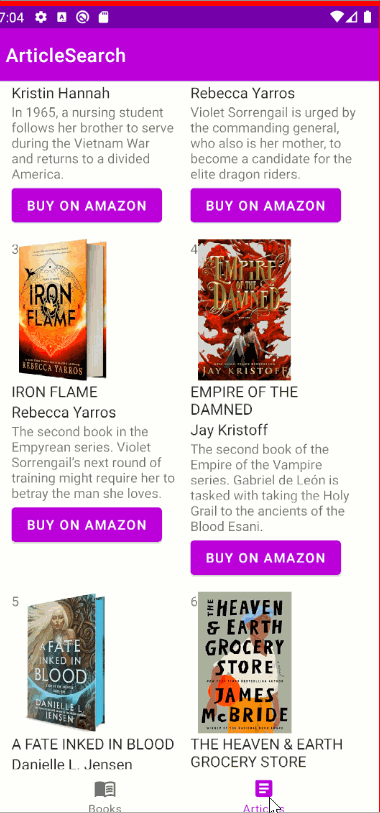 7:04
ArticleSearch
Kristin Hannah
In 1965, a nursing student
follows her brother to serve
during the Vietnam War
and returns to a divided
America.
BUY ON AMAZON
Rebecca Yarros
Violet Sorrengail is urged by
the commanding general,
who also is her mother, to
become a candidate for the
elite dragon riders.
BUY ON AMAZON
3
IRON
FLAME
REBECCA YARROS
IRON FLAME
Rebecca Yarros
The second book in the
Empyrean series. Violet
Sorrengail's next round of
training might require her to
betray the man she loves.
BUY ON AMAZON
4
EMPIRE
OF THE
DAMNED
JAY KRISTOFF
EMPIRE OF THE
DAMNED
Jay Kristoff
The second book of the
Empire of the Vampire
series. Gabriel de León is
tasked with taking the Holy
Grail to the ancients of the
Blood Esani.
BUY ON AMAZON
5
A FATE
INKED IN
BLOOD
DANIELLE L.
JENSEN
A FATE INKED IN BLOOD
Danielle L. Jensen
6
THE
HEAVEN
& EARTH
GROCERY
STORE
JAMES
McBRIDE
THE HEAVEN & EARTH
GROCERY STORE
Books
Articles